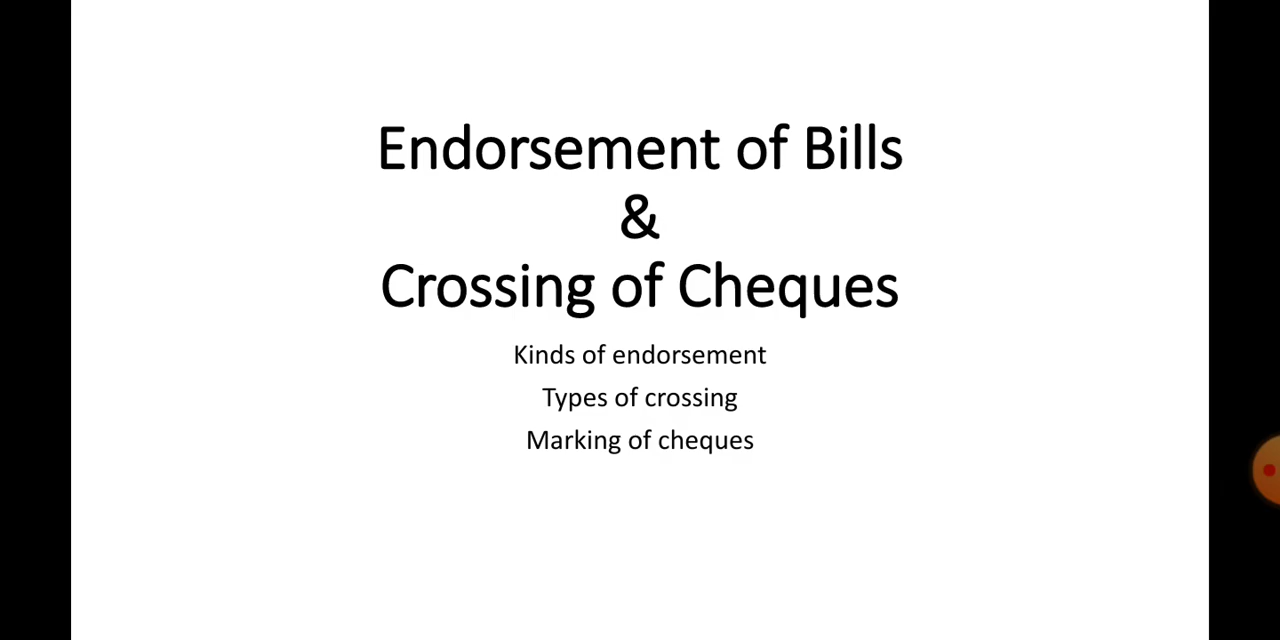 Endorsement of Bills
&
Crossing of Cheques
Kinds of endorsement
Types of crossing
Marking of cheques